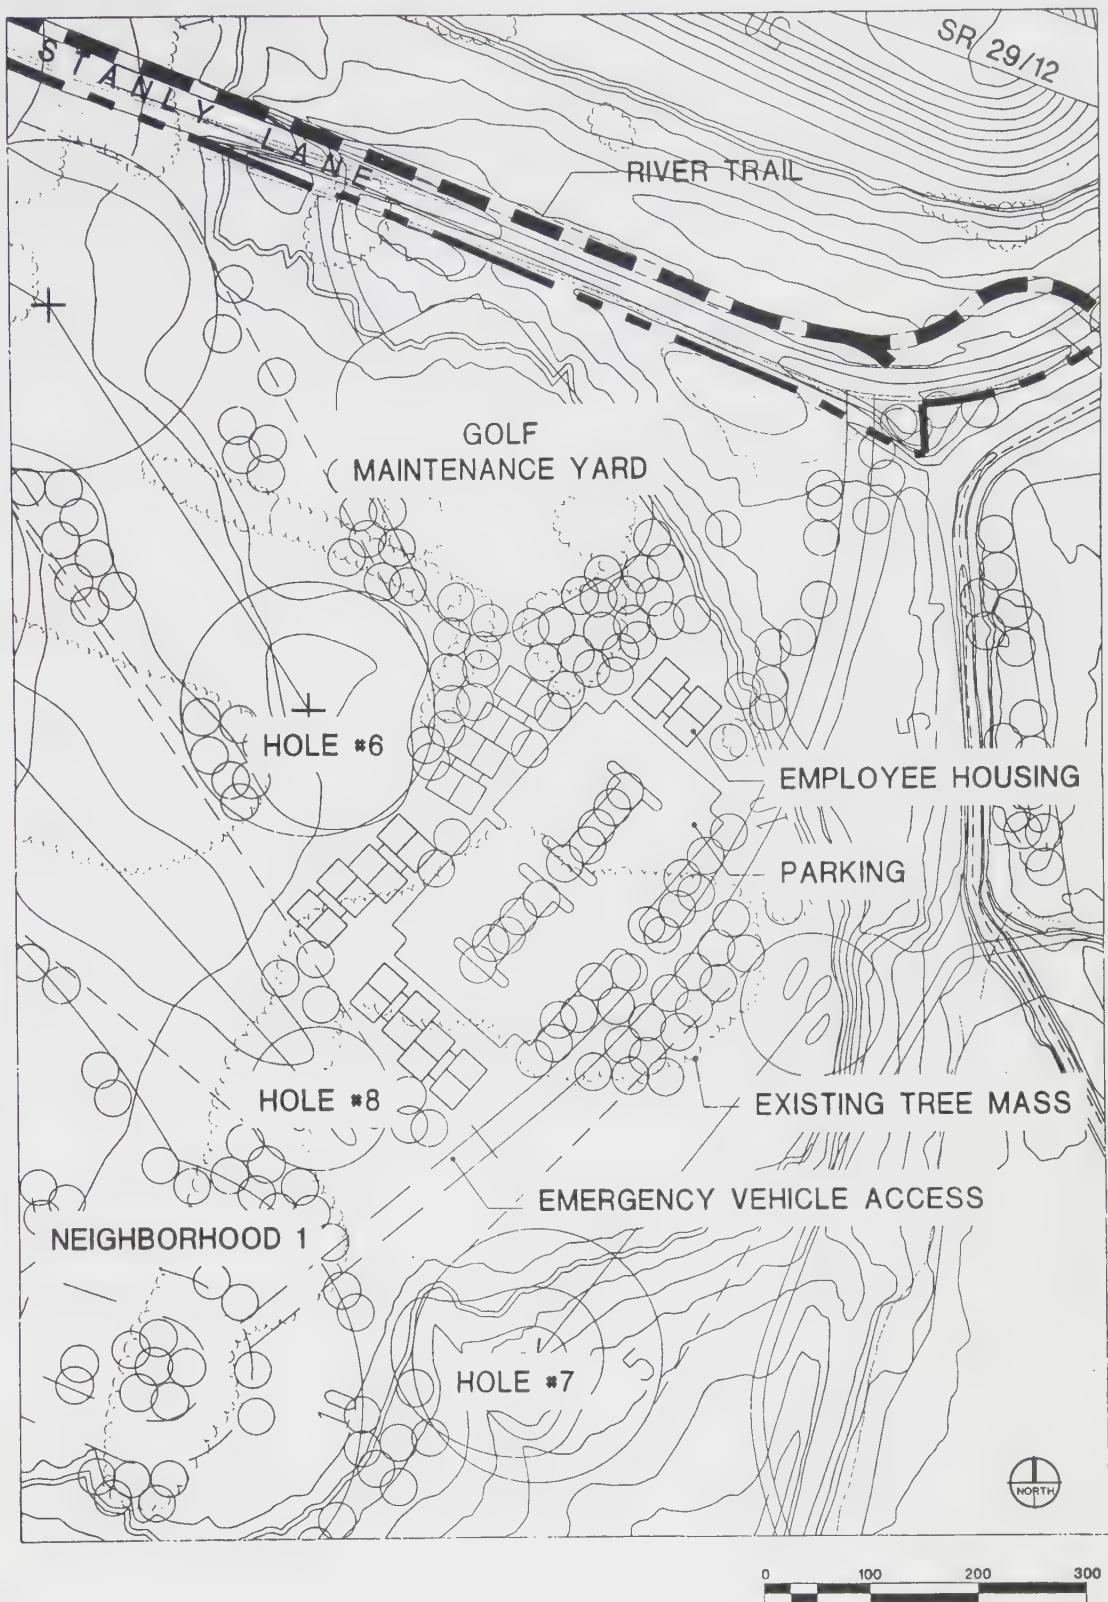 SR 29/12
STANLY LANE
RIVER TRAIL
GOLF
MAINTENANCE YARD
HOLE #6
EMPLOYEE HOUSING
PARKING
HOLE #8
EXISTING TREE MASS
EMERGENCY VEHICLE ACCESS
NEIGHBORHOOD 1
HOLE #7
NORTH
0 100 200 300